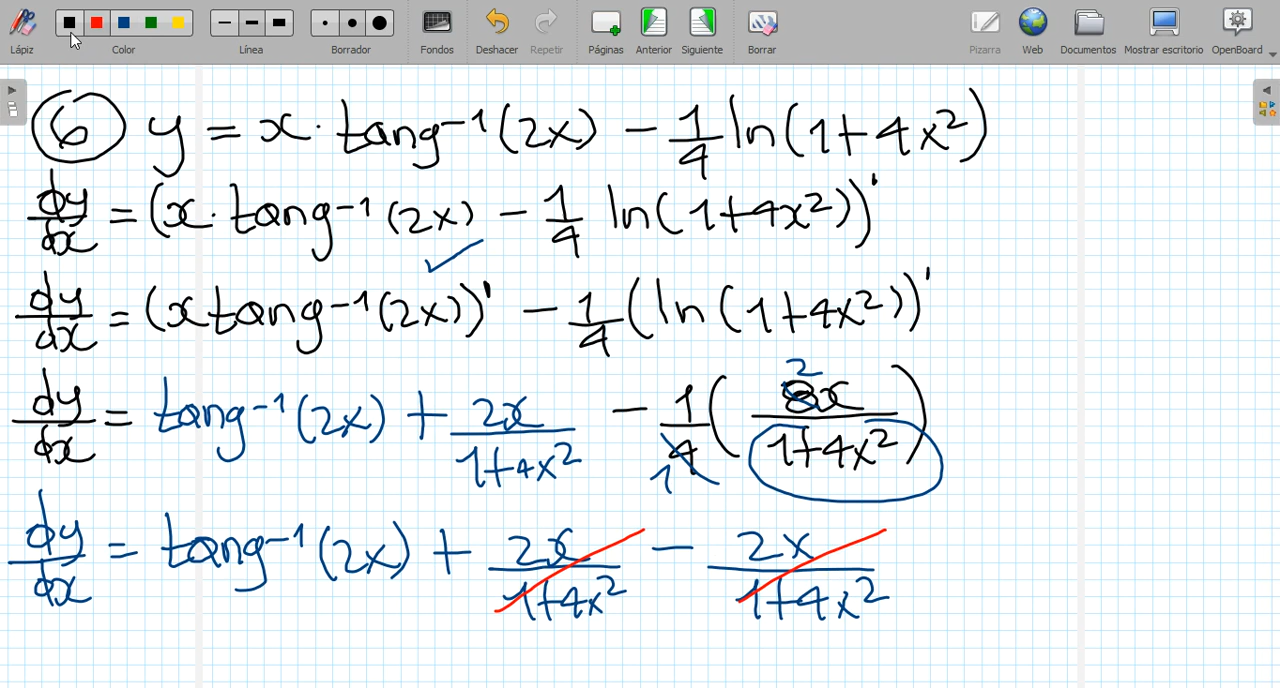 Lápiz Color Línea Borrador Fondos Deshacer Repetir Páginas Anterior Siguiente Borrar Pizarra Web Documentos Mostrar escritorio OpenBoard
6 y = x · tang⁻¹(2x) − 1/4 ln(1+4x²)
dy/dx = (x · tang⁻¹(2x) − 1/4 ln(1+4x²))'
dy/dx = (x tang⁻¹(2x))' − 1/4 (ln(1+4x²))'
2
dy/dx = tang⁻¹(2x) + 2x/1+4x² − 1/4 (8x/1+4x²)
1
dy/dx = tang⁻¹(2x) + 2x/1+4x² − 2x/1+4x²